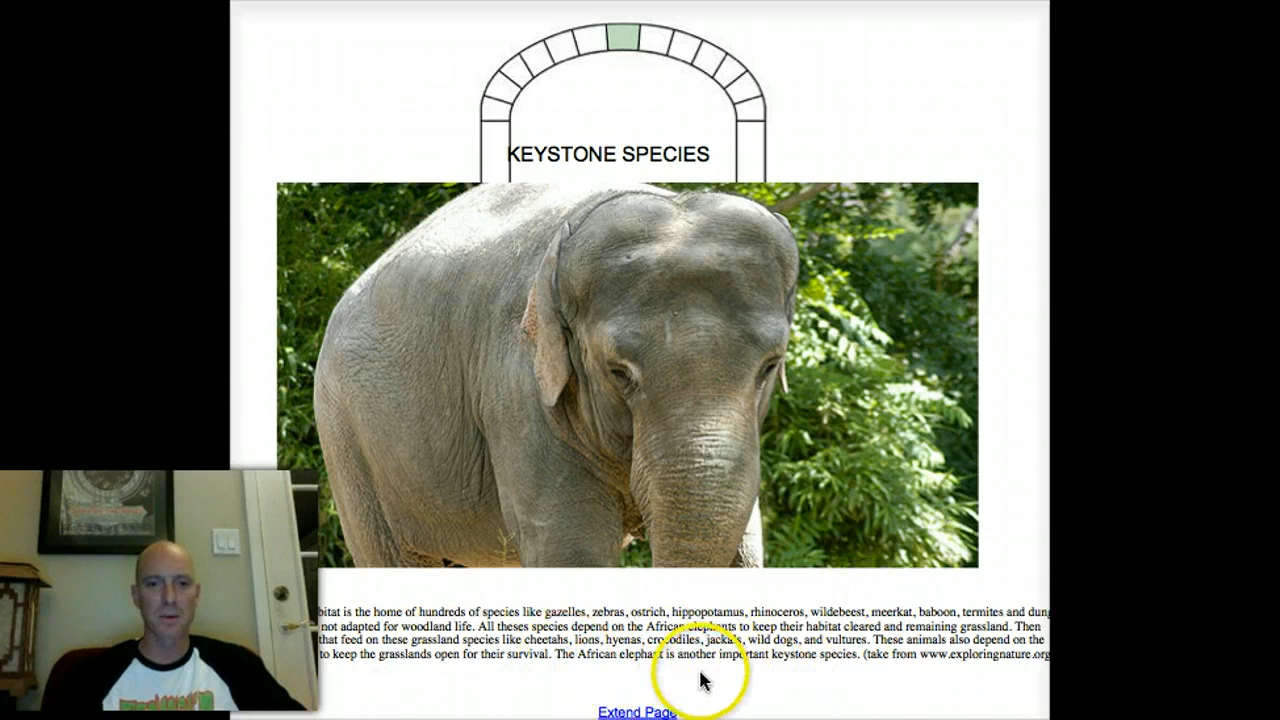 KEYSTONE SPECIES
bitat is the home of hundreds of species like gazelles, zebras, ostrich, hippopotamus, rhinoceros, wildebeest, meerkat, baboon, termites and dung
not adapted for woodland life. All theses species depend on the African elephants to keep their habitat cleared and remaining grassland. Then
that feed on these grassland species like cheetahs, lions, hyenas, crocodiles, jackals, wild dogs, and vultures. These animals also depend on the
to keep the grasslands open for their survival. The African elephant is another important keystone species. (take from www.exploringnature.org
Extend Page